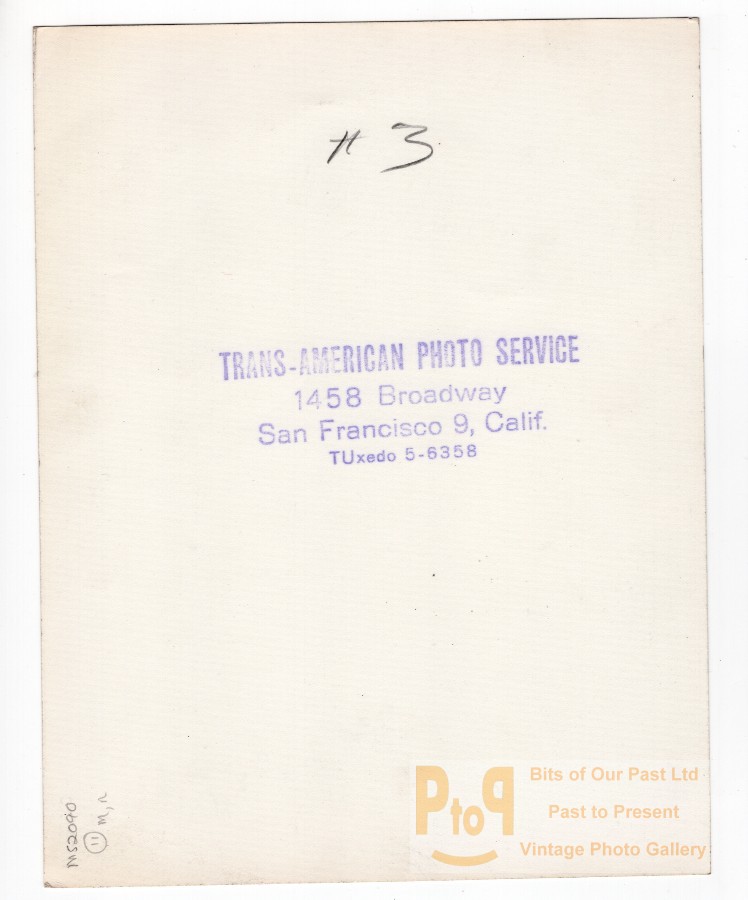 # 3
TRANS-AMERICAN PHOTO SERVICE
1458 Broadway
San Francisco 9, Calif.
TUxedo 5-6358
MS2090
11 m, n
PtoP
Bits of Our Past Ltd
Past to Present
Vintage Photo Gallery